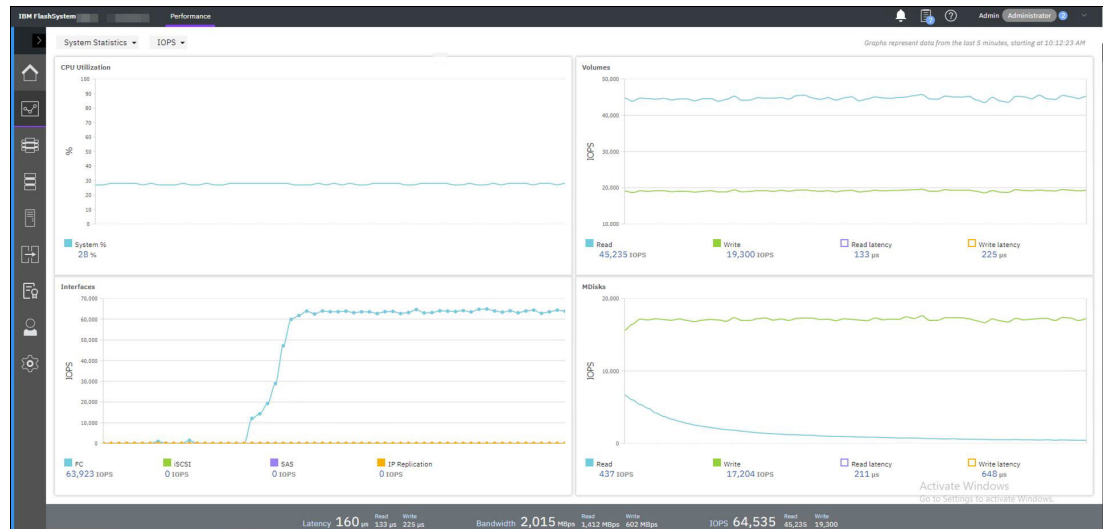 IBM FlashSystem
Performance
Admin Administrator 2
System Statistics IOPS
Graphs represent data from the last 5 minutes, starting at 10:12:23 AM
CPU Utilization
100
90
80
70
60
50
40
30
20
10
0
%
System %
28 %
Volumes
50,000
40,000
30,000
20,000
10,000
IOPS
Read Write Read latency Write latency
45,235 IOPS 19,300 IOPS 133 µs 225 µs
Interfaces
70,000
60,000
50,000
40,000
30,000
20,000
10,000
0
IOPS
FC iSCSI SAS IP Replication
63,923 IOPS 0 IOPS 0 IOPS 0 IOPS
MDisks
20,000
10,000
0
IOPS
Read Write Read latency Write latency
437 IOPS 17,204 IOPS 211 µs 648 µs
Activate Windows
Go to Settings to activate Windows.
Latency 160 µs Read 133 µs Write 225 µs Bandwidth 2,015 MBps Read 1,412 MBps Write 602 MBps IOPS 64,535 Read 45,235 Write 19,300